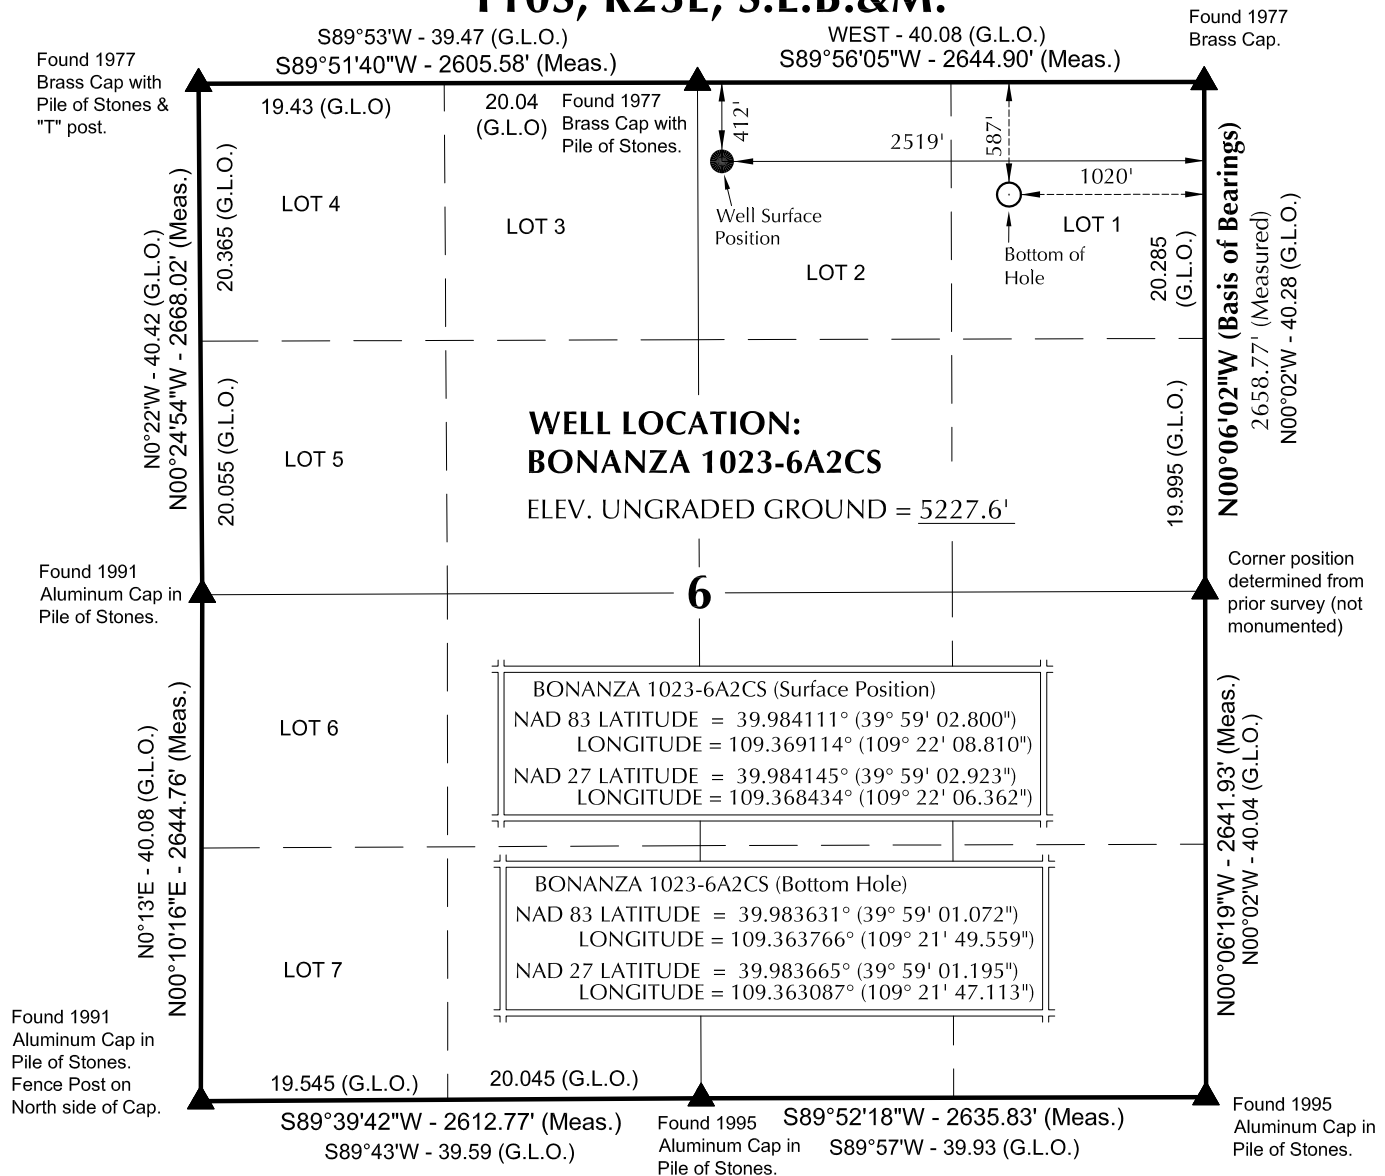 T10S, R23E, S.L.B.&M.
S89°53'W - 39.47 (G.L.O.)
S89°51'40"W - 2605.58' (Meas.)
WEST - 40.08 (G.L.O.)
S89°56'05"W - 2644.90' (Meas.)
Found 1977
Brass Cap.
Found 1977
Brass Cap with
Pile of Stones &
"T" post.
19.43 (G.L.O)
20.04
(G.L.O)
Found 1977
Brass Cap with
Pile of Stones.
412'
2519'
587'
1020'
Well Surface
Position
Bottom of
Hole
LOT 4
LOT 3
LOT 2
LOT 1
20.365 (G.L.O.)
N0°22'W - 40.42 (G.L.O.)
N00°24'54"W - 2668.02' (Meas.)
20.285
(G.L.O.)
N00°06'02"W (Basis of Bearings)
2658.77' (Measured)
N00°02'W - 40.28 (G.L.O.)
20.055 (G.L.O.)
LOT 5
19.995 (G.L.O.)
WELL LOCATION:
BONANZA 1023-6A2CS
ELEV. UNGRADED GROUND = 5227.6'
Found 1991
Aluminum Cap in
Pile of Stones.
6
Corner position
determined from
prior survey (not
monumented)
LOT 6
BONANZA 1023-6A2CS (Surface Position)
NAD 83 LATITUDE = 39.984111° (39° 59' 02.800")
LONGITUDE = 109.369114° (109° 22' 08.810")
NAD 27 LATITUDE = 39.984145° (39° 59' 02.923")
LONGITUDE = 109.368434° (109° 22' 06.362")
N0°13'E - 40.08 (G.L.O.)
N00°10'16"E - 2644.76' (Meas.)
N00°06'19"W - 2641.93' (Meas.)
N00°02'W - 40.04 (G.L.O.)
BONANZA 1023-6A2CS (Bottom Hole)
NAD 83 LATITUDE = 39.983631° (39° 59' 01.072")
LONGITUDE = 109.363766° (109° 21' 49.559")
NAD 27 LATITUDE = 39.983665° (39° 59' 01.195")
LONGITUDE = 109.363087° (109° 21' 47.113")
LOT 7
Found 1991
Aluminum Cap in
Pile of Stones.
Fence Post on
North side of Cap.
19.545 (G.L.O.)
20.045 (G.L.O.)
S89°39'42"W - 2612.77' (Meas.)
S89°43'W - 39.59 (G.L.O.)
Found 1995
Aluminum Cap in
Pile of Stones.
S89°52'18"W - 2635.83' (Meas.)
S89°57'W - 39.93 (G.L.O.)
Found 1995
Aluminum Cap in
Pile of Stones.